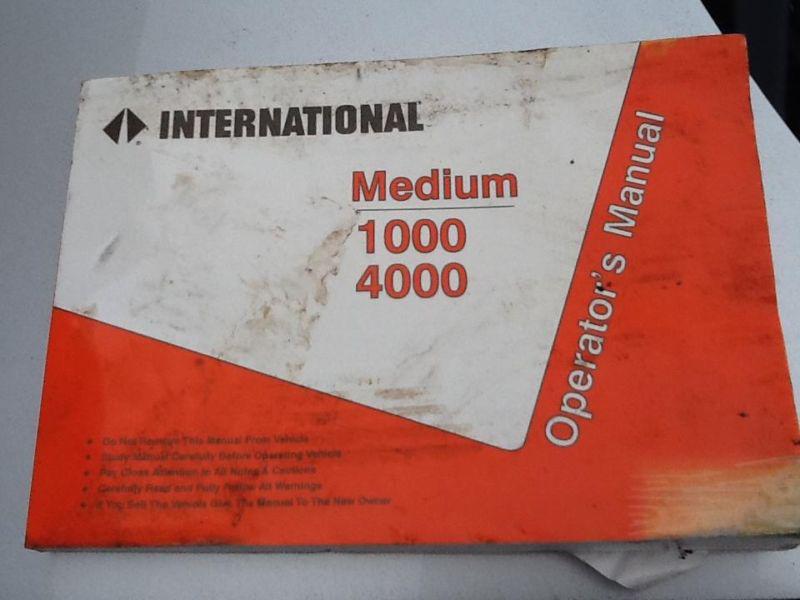 INTERNATIONAL
Medium
1000
4000
Operator's Manual
• Do Not Remove This Manual From Vehicle
• Study Manual Carefully Before Operating Vehicle
• Pay Close Attention to All Notes & Cautions
• Carefully Read and Fully Follow All Warnings
• If You Sell The Vehicle Give The Manual To The New Owner